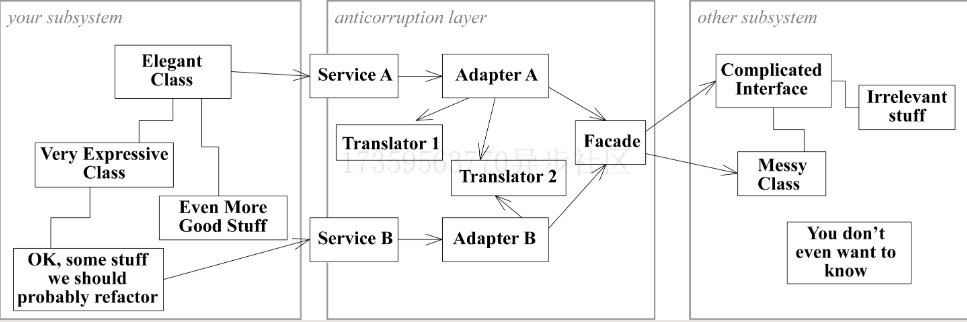 your subsystem
anticorruption layer
other subsystem
Elegant
Class
Service A
Adapter A
Complicated
Interface
Irrelevant
stuff
Translator 1
Facade
Very Expressive
Class
Messy
Class
Translator 2
Even More
Good Stuff
Service B
Adapter B
You don't
even want to
know
OK, some stuff
we should
probably refactor